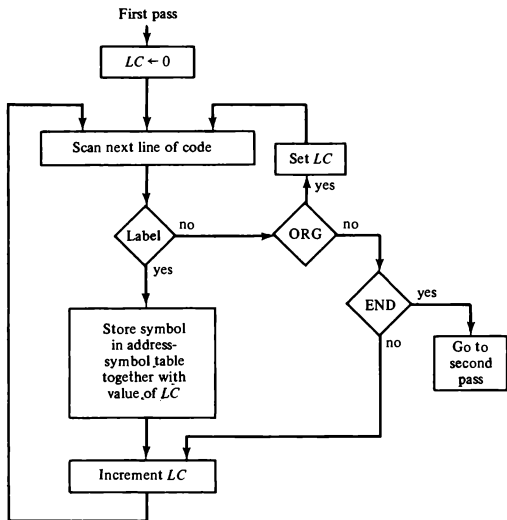 First pass
LC ← 0
Scan next line of code
Set LC
yes
Label
no
ORG
no
yes
END
yes
no
Store symbol
in address-
symbol table
together with
value of LC
Go to
second
pass
Increment LC